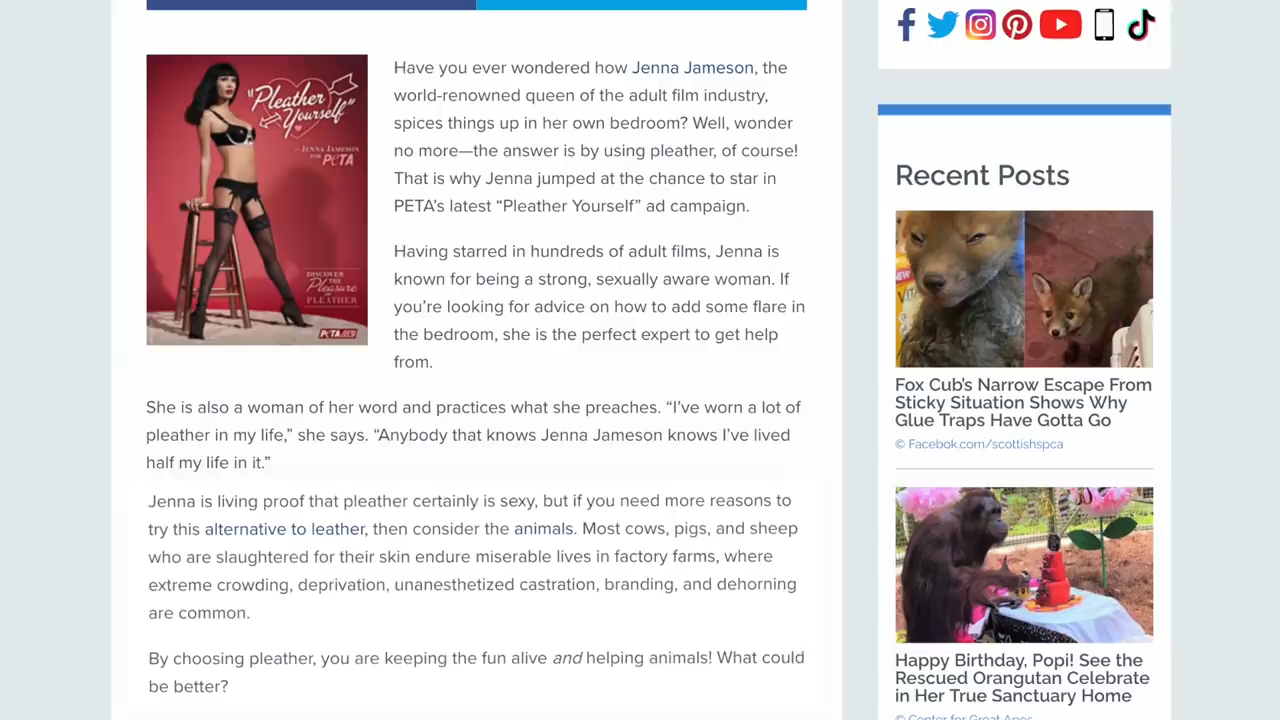 "Pleather
Yourself"
—JENNA JAMESON
FOR PETA
DISCOVER
THE
Pleasure
OF
PLEATHER
PETA.org
Have you ever wondered how Jenna Jameson, the
world-renowned queen of the adult film industry,
spices things up in her own bedroom? Well, wonder
no more—the answer is by using pleather, of course!
That is why Jenna jumped at the chance to star in
PETA’s latest “Pleather Yourself” ad campaign.
Having starred in hundreds of adult films, Jenna is
known for being a strong, sexually aware woman. If
you’re looking for advice on how to add some flare in
the bedroom, she is the perfect expert to get help
from.
She is also a woman of her word and practices what she preaches. “I’ve worn a lot of
pleather in my life,” she says. “Anybody that knows Jenna Jameson knows I’ve lived
half my life in it.”
Jenna is living proof that pleather certainly is sexy, but if you need more reasons to
try this alternative to leather, then consider the animals. Most cows, pigs, and sheep
who are slaughtered for their skin endure miserable lives in factory farms, where
extreme crowding, deprivation, unanesthetized castration, branding, and dehorning
are common.
By choosing pleather, you are keeping the fun alive and helping animals! What could
be better?
Recent Posts
NEW
Fox Cub’s Narrow Escape From
Sticky Situation Shows Why
Glue Traps Have Gotta Go
© Facebok.com/scottishspca
Happy Birthday, Popi! See the
Rescued Orangutan Celebrate
in Her True Sanctuary Home
© Center for Great Apes